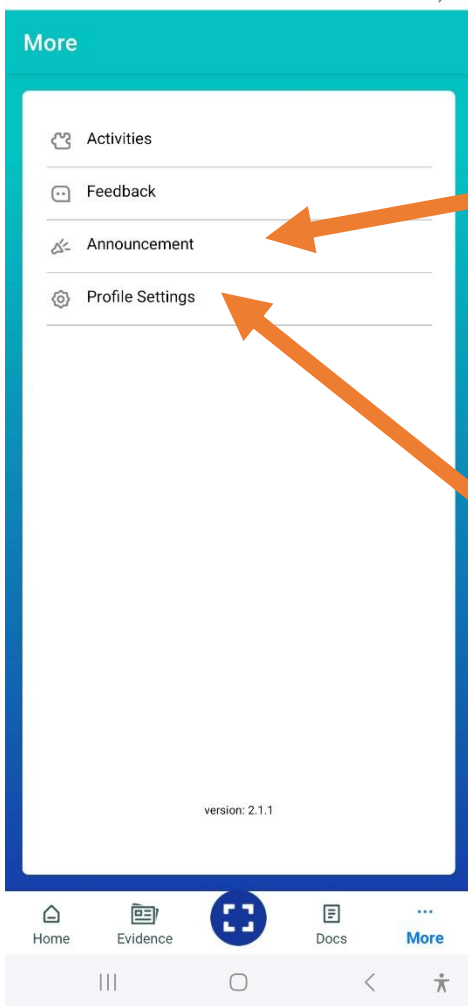 More
Activities
Feedback
Announcement
Profile Settings
version: 2.1.1
Home
Evidence
Docs
More